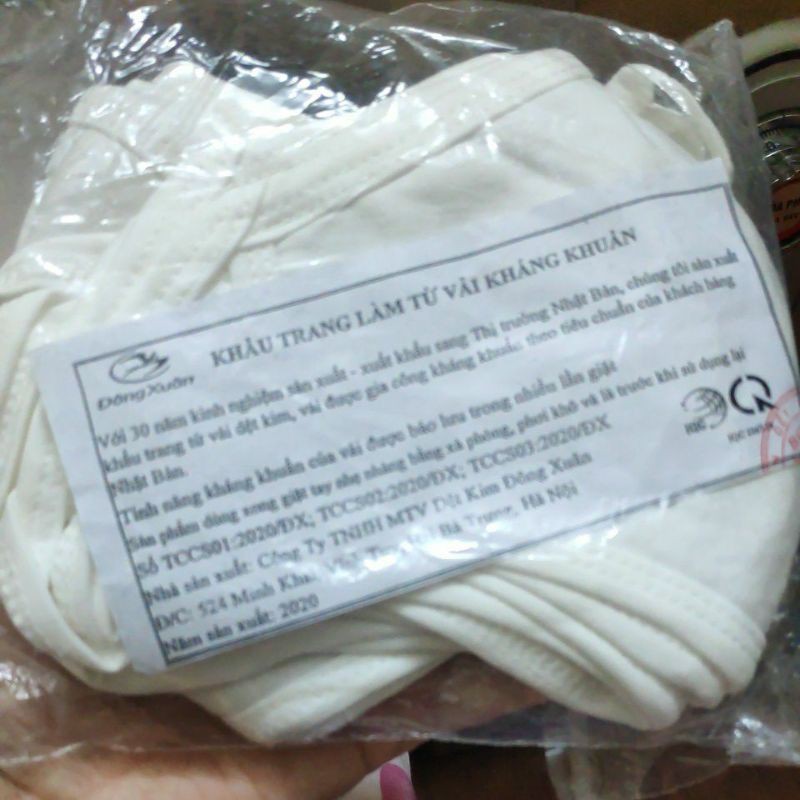 KHẨU TRANG LÀM TỪ VẢI KHÁNG KHUẨN
Đông Xuân
Với 30 năm kinh nghiệm sản xuất - xuất khẩu sang Thị trường Nhật Bản, chúng tôi sản xuất
khẩu trang từ vải dệt kim, vải được gia công kháng khuẩn theo tiêu chuẩn của khách hàng
Nhật Bản.
Tính năng kháng khuẩn của vải được bảo lưu trong nhiều lần giặt
Sản phẩm dùng xong giặt tay nhẹ nhàng bằng xà phòng, phơi khô và là trước khi sử dụng lại
Số TCCS01:2020/ĐX; TCCS02:2020/ĐX; TCCS03:2020/ĐX
Nhà sản xuất: Công Ty TNHH MTV Dệt Kim Đông Xuân
Đ/C: 524 Minh Khai, Bà Trưng, Hà Nội
Năm sản xuất: 2020